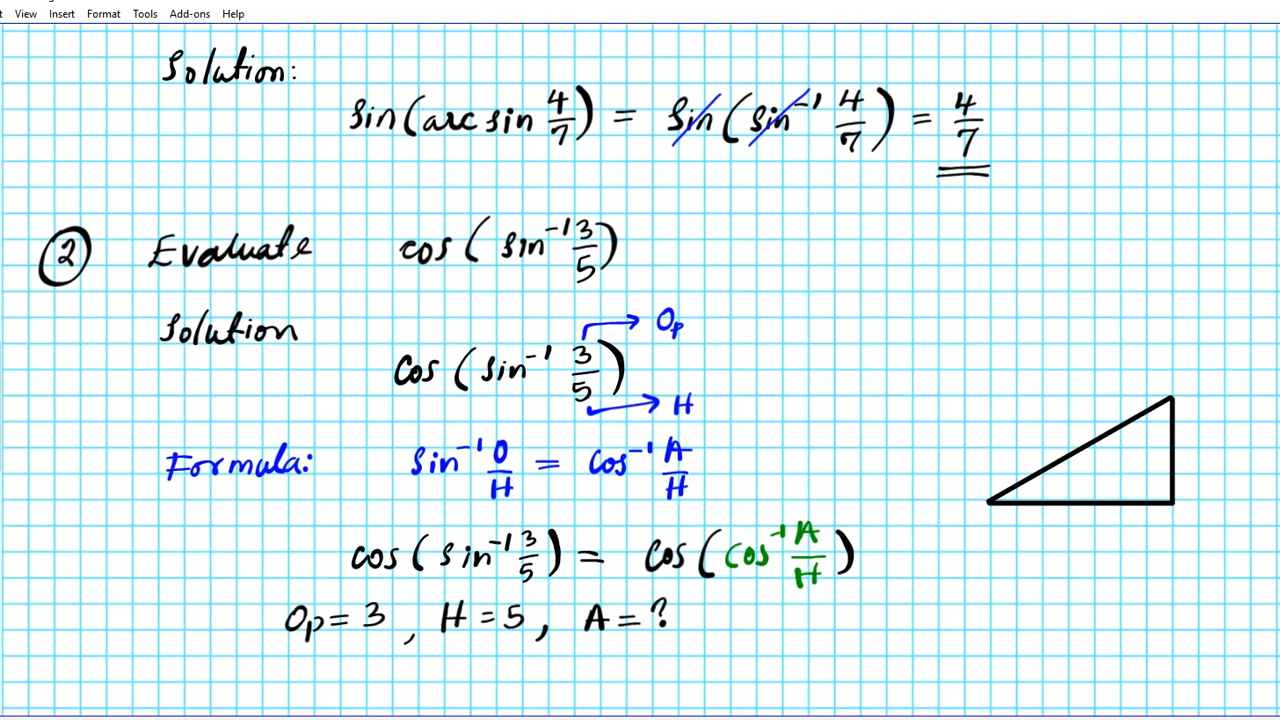 View Insert Format Tools Add-ons Help
Solution:
sin(arc sin 4/7) = sin(sin⁻¹ 4/7) = 4/7
② Evaluate cos(sin⁻¹ 3/5)
Solution
Op
cos(sin⁻¹ 3/5)
H
Formula: sin⁻¹ O/H = cos⁻¹ A/H
cos(sin⁻¹ 3/5) = cos(cos⁻¹ A/H)
Op = 3, H = 5, A = ?